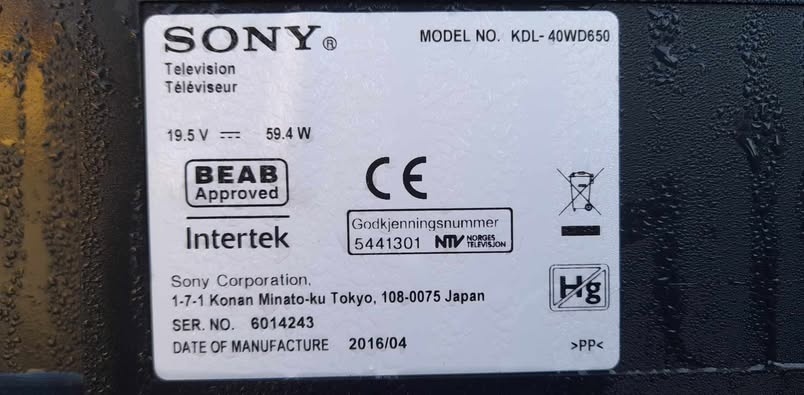 SONY®
MODEL NO. KDL-40WD650
Television
Téléviseur
19.5 V 59.4 W
BEAB
Approved
Intertek
CE
Godkjenningsnummer
5441301 NTV NORGES
TELEVISJON
Hg
Sony Corporation,
1-7-1 Konan Minato-ku Tokyo, 108-0075 Japan
SER. NO. 6014243
DATE OF MANUFACTURE 2016/04
>PP<